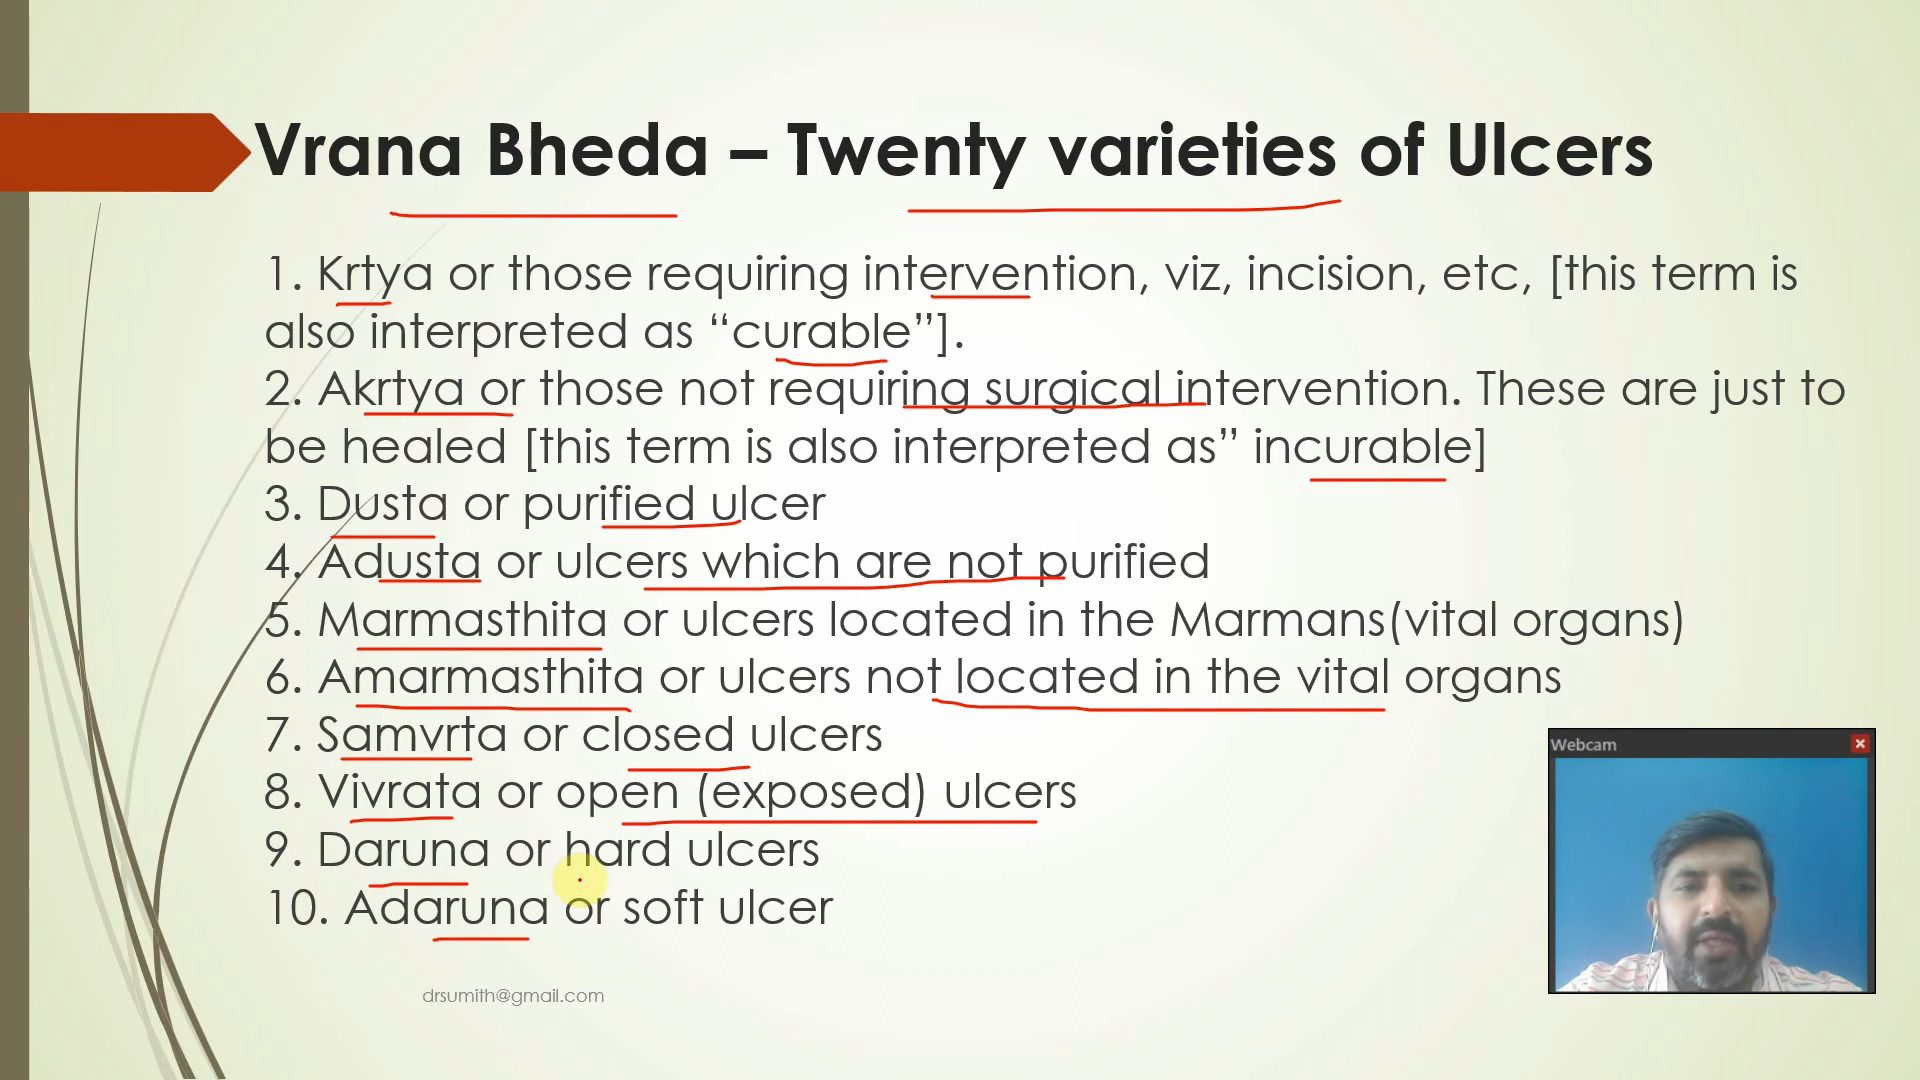 Vrana Bheda – Twenty varieties of Ulcers
1. Krtya or those requiring intervention, viz, incision, etc, [this term is
also interpreted as “curable”].
2. Akrtya or those not requiring surgical intervention. These are just to
be healed [this term is also interpreted as” incurable]
3. Dusta or purified ulcer
4. Adusta or ulcers which are not purified
5. Marmasthita or ulcers located in the Marmans(vital organs)
6. Amarmasthita or ulcers not located in the vital organs
7. Samvrta or closed ulcers
8. Vivrata or open (exposed) ulcers
9. Daruna or hard ulcers
10. Adaruna or soft ulcer
Webcam
drsumith@gmail.com